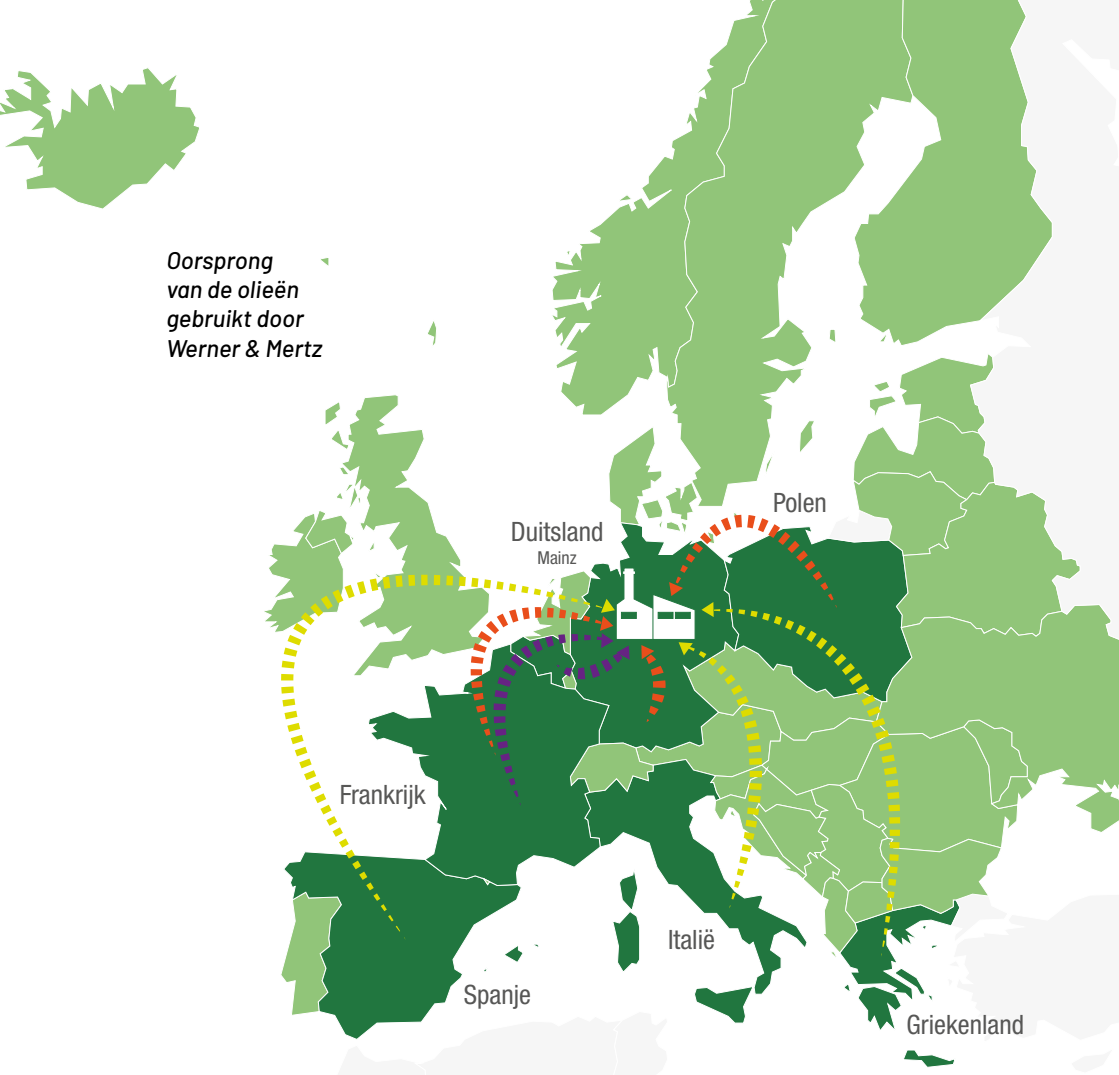 Oorsprong
van de olieën
gebruikt door
Werner & Mertz
Polen
Duitsland
Mainz
Frankrijk
Italië
Spanje
Griekenland